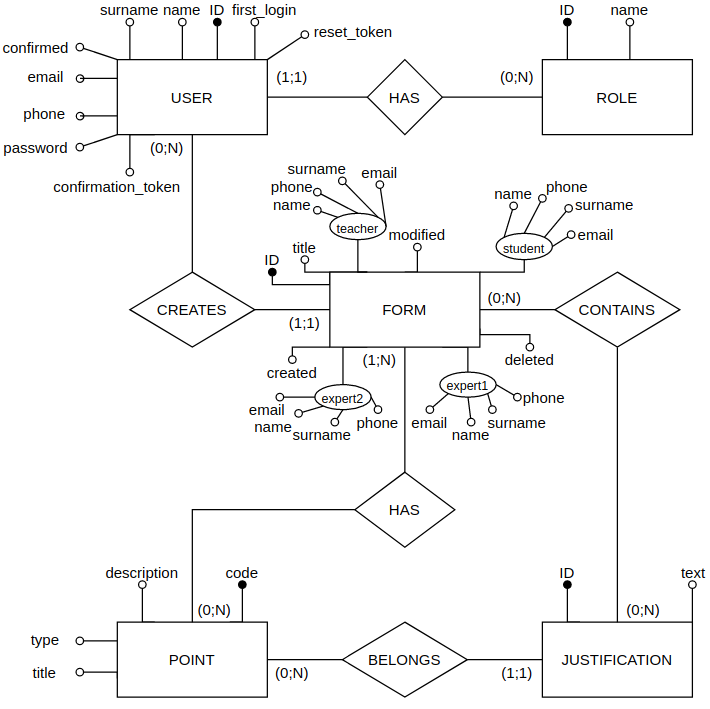 surname name ID first_login
reset_token
ID name
confirmed
email
phone
password
USER
(1;1)
HAS
(0;N)
ROLE
(0;N)
confirmation_token
surname
email
phone
name
teacher
modified
title
ID
name
phone
surname
email
student
CREATES
(1;1)
FORM
(0;N)
CONTAINS
created
(1;N)
deleted
expert2
email
name
surname
phone
expert1
email
name
surname
phone
HAS
description
code
(0;N)
type
title
POINT
(0;N)
BELONGS
(1;1)
ID
text
(0;N)
JUSTIFICATION